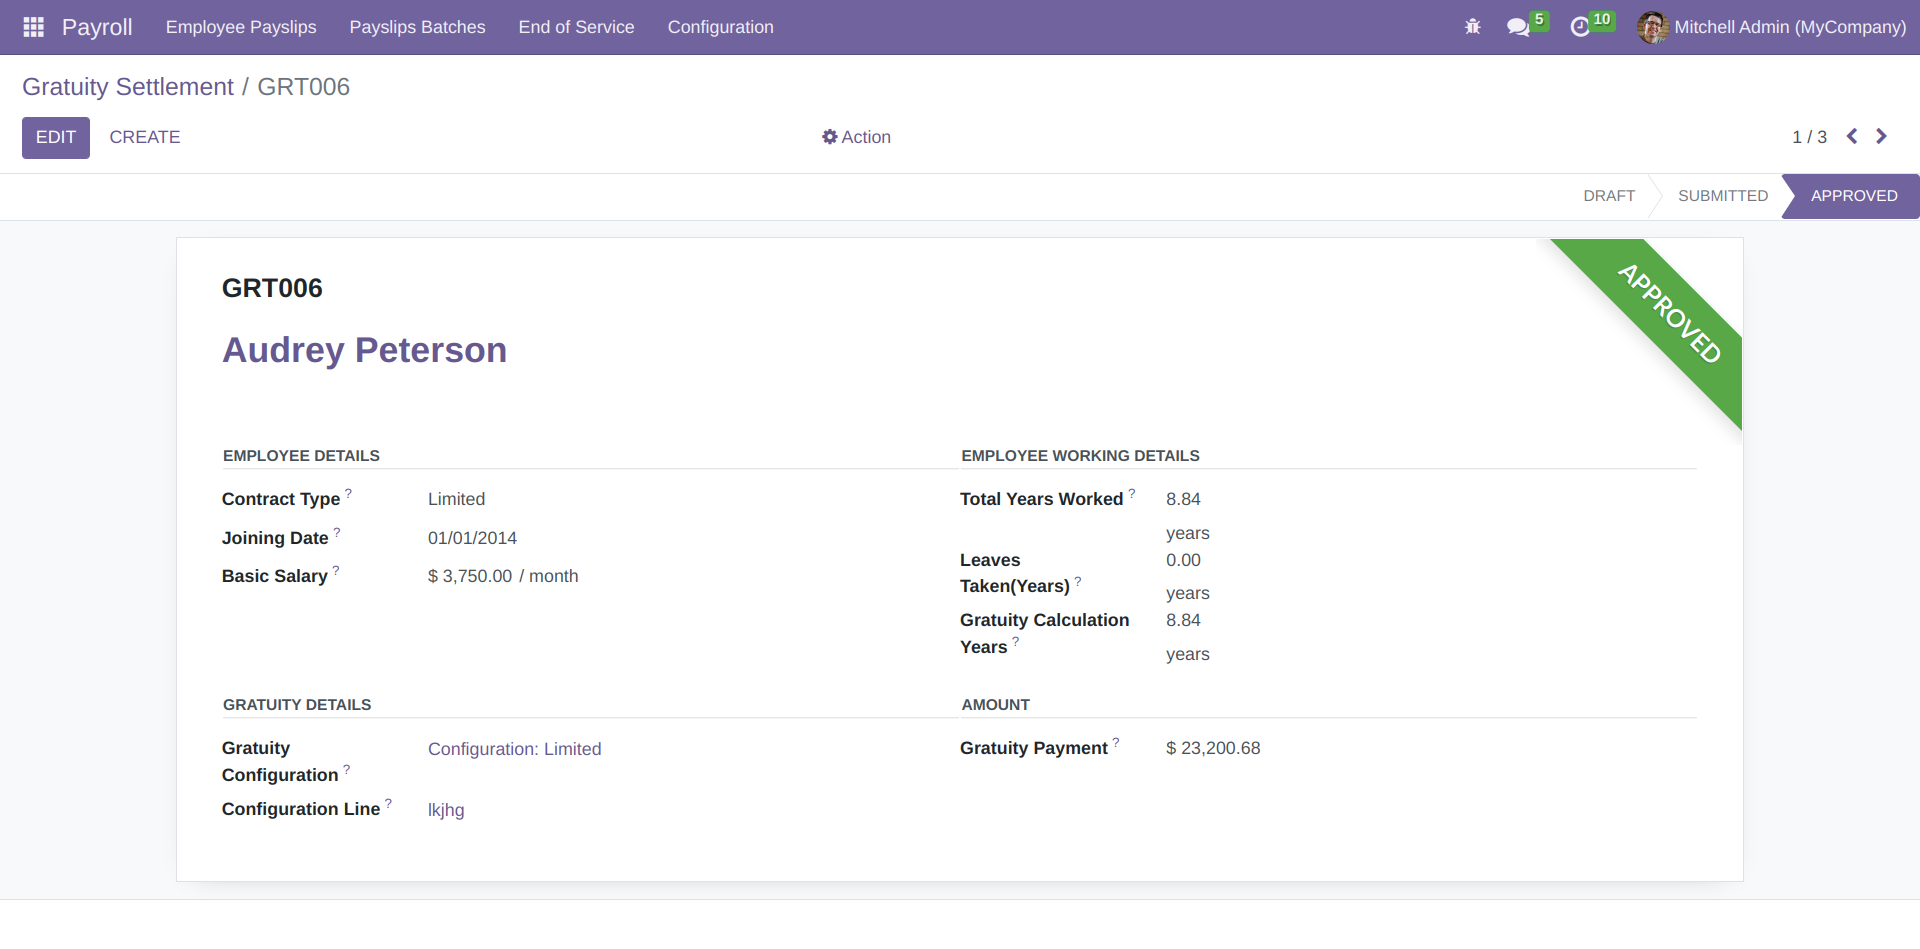 Payroll Employee Payslips Payslips Batches End of Service Configuration 5 10 Mitchell Admin (MyCompany)
Gratuity Settlement / GRT006
EDIT CREATE Action 1 / 3
DRAFT SUBMITTED APPROVED
APPROVED
GRT006
Audrey Peterson
EMPLOYEE DETAILS
Contract Type ? Limited
Joining Date ? 01/01/2014
Basic Salary ? $ 3,750.00 / month
EMPLOYEE WORKING DETAILS
Total Years Worked ? 8.84
years
Leaves 0.00
Taken(Years) ?
years
Gratuity Calculation 8.84
Years ?
years
GRATUITY DETAILS
Gratuity Configuration: Limited
Configuration ?
Configuration Line ? lkjhg
AMOUNT
Gratuity Payment ? $ 23,200.68